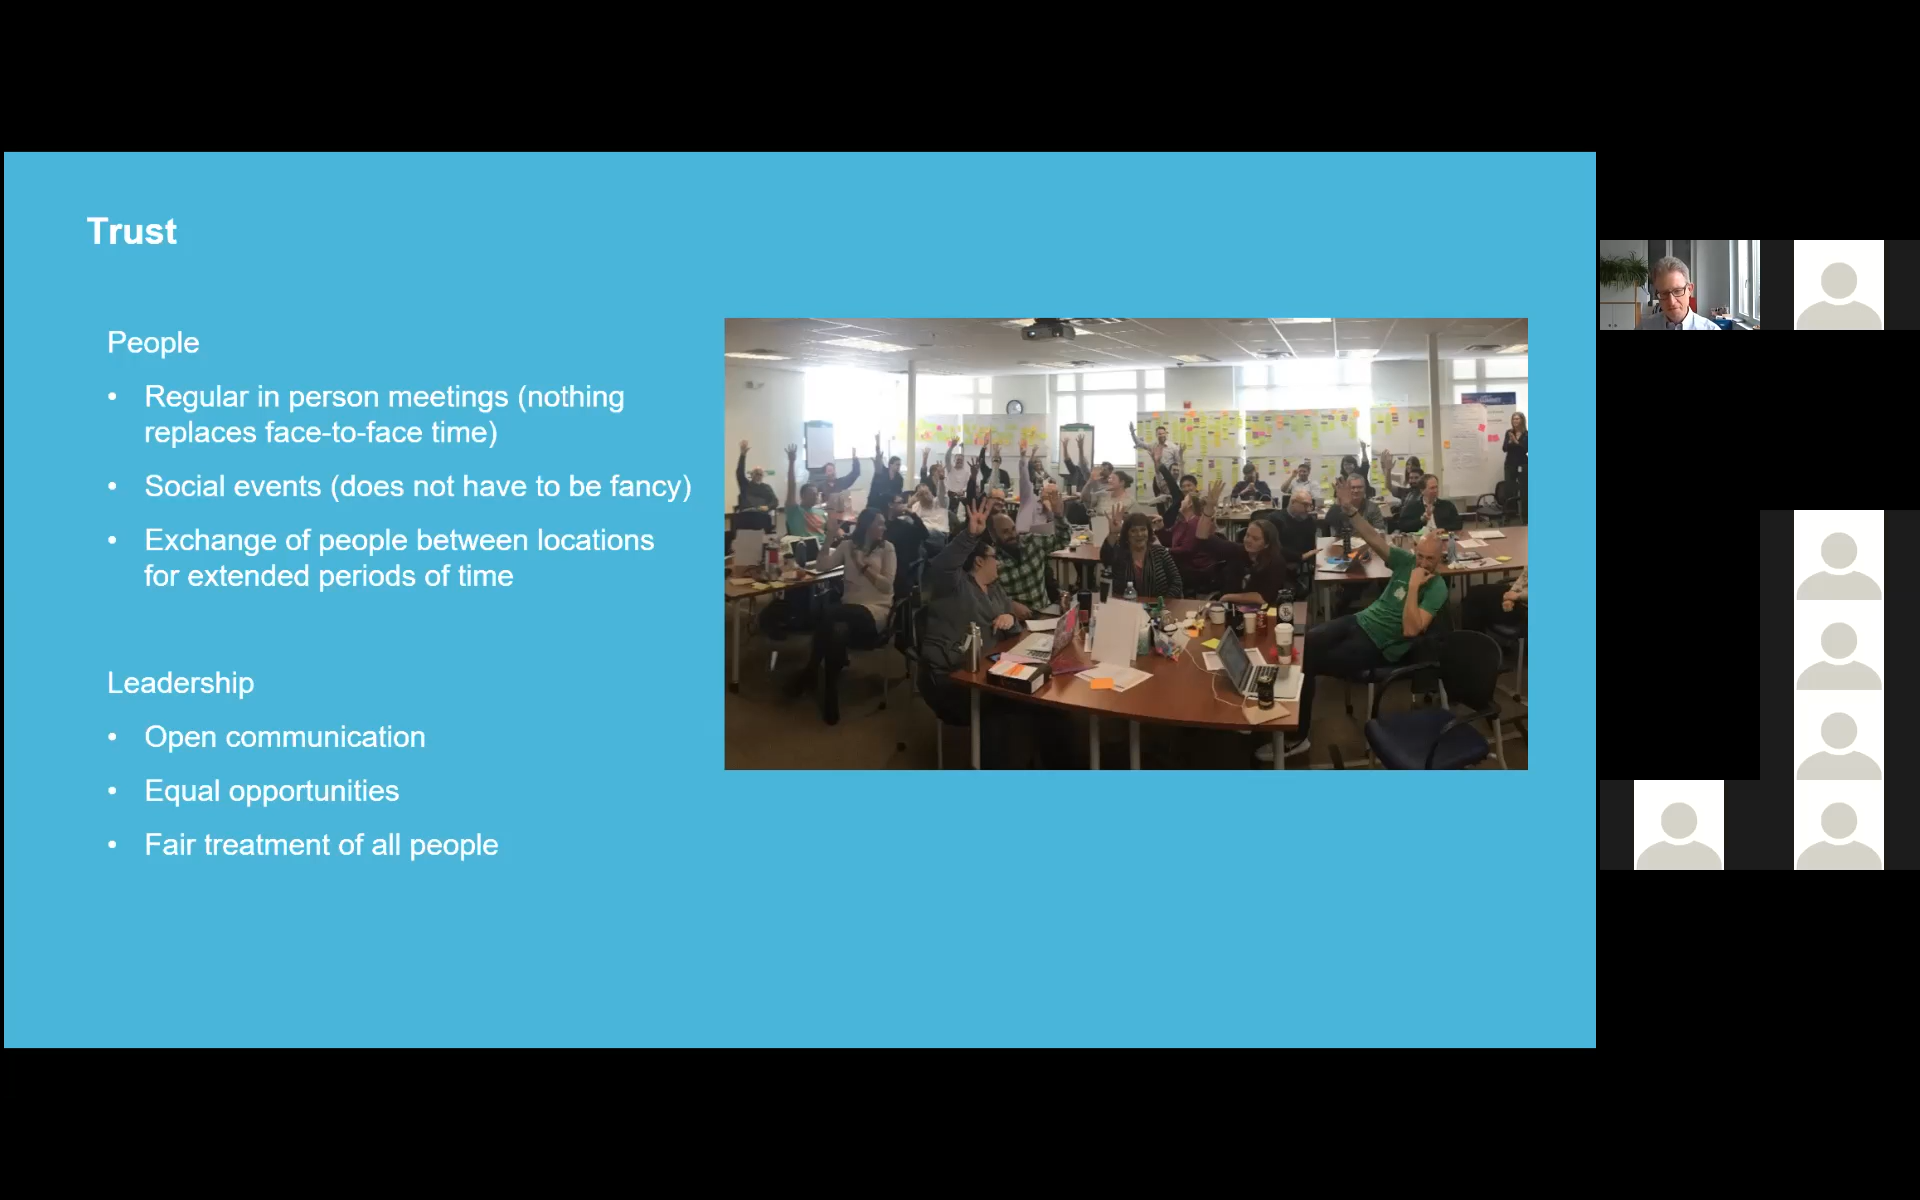 Trust
People
• Regular in person meetings (nothing
replaces face-to-face time)
• Social events (does not have to be fancy)
• Exchange of people between locations
for extended periods of time
Leadership
• Open communication
• Equal opportunities
• Fair treatment of all people